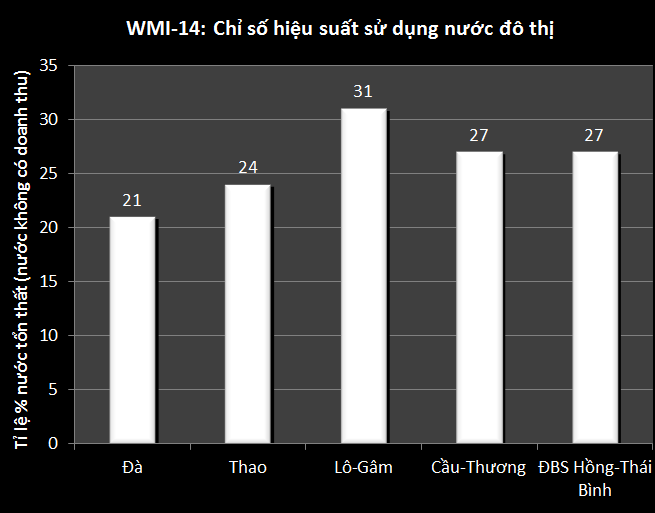 WMI-14: Chỉ số hiệu suất sử dụng nước đô thị
Tỉ lệ % nước tổn thất (nước không có doanh thu)
35
30
25
20
15
10
5
0
21
24
31
27
27
Đà
Thao
Lô-Gâm
Cầu-Thương
ĐBS Hồng-Thái
Bình